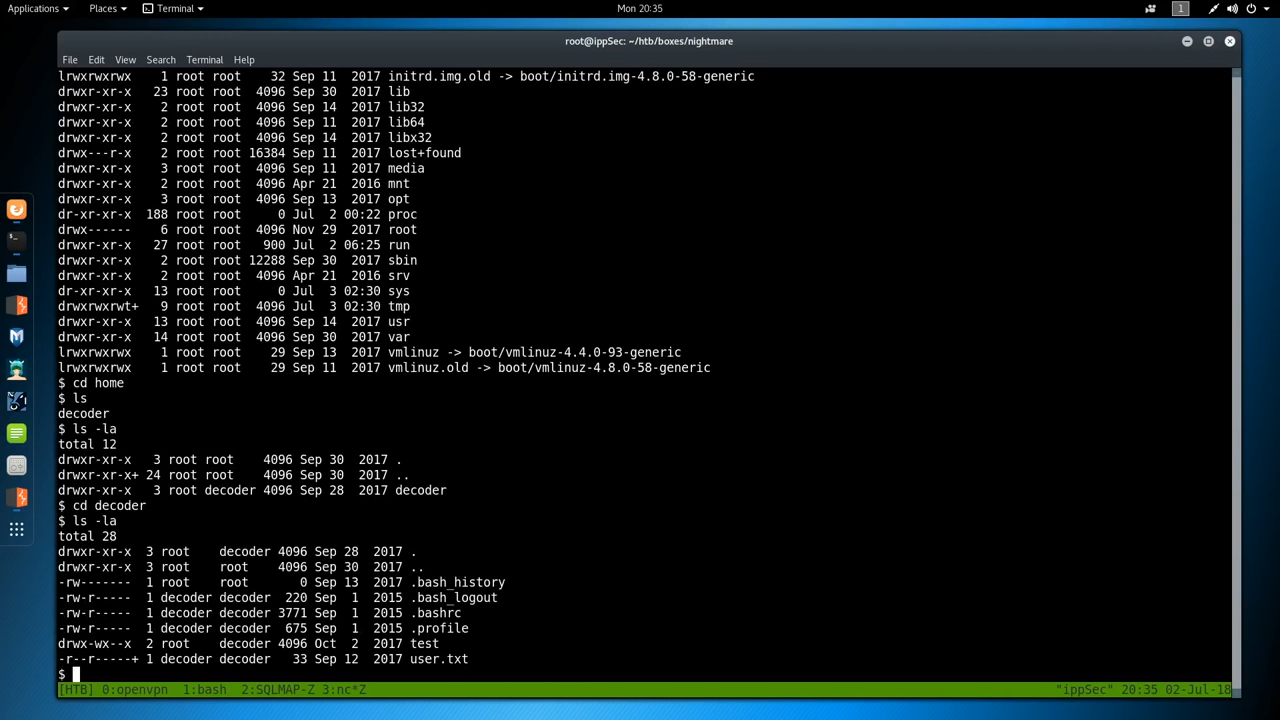 Applications Places Terminal Mon 20:35 1
root@ippSec: ~/htb/boxes/nightmare
File Edit View Search Terminal Help
lrwxrwxrwx   1 root root    32 Sep 11  2017 initrd.img.old -> boot/initrd.img-4.8.0-58-generic
drwxr-xr-x  23 root root  4096 Sep 30  2017 lib
drwxr-xr-x   2 root root  4096 Sep 14  2017 lib32
drwxr-xr-x   2 root root  4096 Sep 11  2017 lib64
drwxr-xr-x   2 root root  4096 Sep 14  2017 libx32
drwx---r-x   2 root root 16384 Sep 11  2017 lost+found
drwxr-xr-x   3 root root  4096 Sep 11  2017 media
drwxr-xr-x   2 root root  4096 Apr 21  2016 mnt
drwxr-xr-x   3 root root  4096 Sep 13  2017 opt
dr-xr-xr-x 188 root root     0 Jul  2 00:22 proc
drwx------   6 root root  4096 Nov 29  2017 root
drwxr-xr-x  27 root root   900 Jul  2 06:25 run
drwxr-xr-x   2 root root 12288 Sep 30  2017 sbin
drwxr-xr-x   2 root root  4096 Apr 21  2016 srv
dr-xr-xr-x  13 root root     0 Jul  3 02:30 sys
drwxrwxrwt+  9 root root  4096 Jul  3 02:30 tmp
drwxr-xr-x  13 root root  4096 Sep 14  2017 usr
drwxr-xr-x  14 root root  4096 Sep 30  2017 var
lrwxrwxrwx   1 root root    29 Sep 13  2017 vmlinuz -> boot/vmlinuz-4.4.0-93-generic
lrwxrwxrwx   1 root root    29 Sep 11  2017 vmlinuz.old -> boot/vmlinuz-4.8.0-58-generic
$ cd home
$ ls
decoder
$ ls -la
total 12
drwxr-xr-x   3 root root    4096 Sep 30  2017 .
drwxr-xr-x+ 24 root root    4096 Sep 30  2017 ..
drwxr-xr-x   3 root decoder 4096 Sep 28  2017 decoder
$ cd decoder
$ ls -la
total 28
drwxr-xr-x  3 root    decoder 4096 Sep 28  2017 .
drwxr-xr-x  3 root    root    4096 Sep 30  2017 ..
-rw-------  1 root    root       0 Sep 13  2017 .bash_history
-rw-r-----  1 decoder decoder  220 Sep  1  2015 .bash_logout
-rw-r-----  1 decoder decoder 3771 Sep  1  2015 .bashrc
-rw-r-----  1 decoder decoder  675 Sep  1  2015 .profile
drwx-wx--x  2 root    decoder 4096 Oct  2  2017 test
-r--r-----+ 1 decoder decoder   33 Sep 12  2017 user.txt
$
[HTB] 0:openvpn  1:bash  2:SQLMAP-Z 3:nc*Z "ippSec" 20:35 02-Jul-18